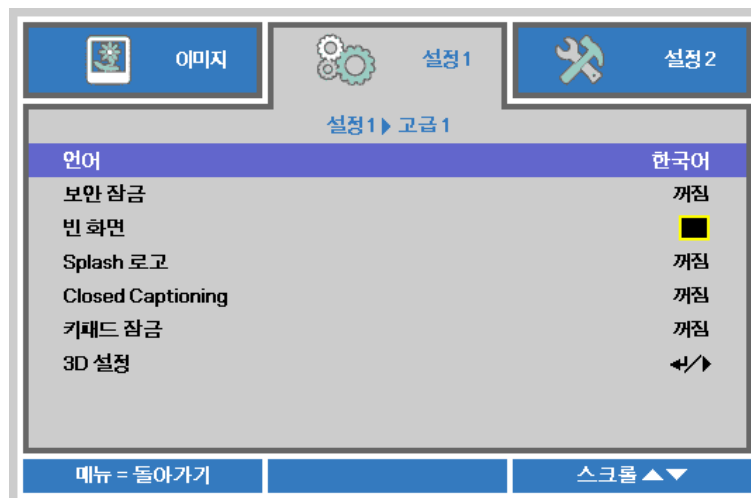 이미지
설정 1
설정 2
설정 1 ▶ 고급 1
언어 한국어
보안 잠금 꺼짐
빈 화면
Splash 로고 꺼짐
Closed Captioning 꺼짐
키패드 잠금 꺼짐
3D 설정 ↵/▶
메뉴 = 돌아가기
스크롤 ▲▼